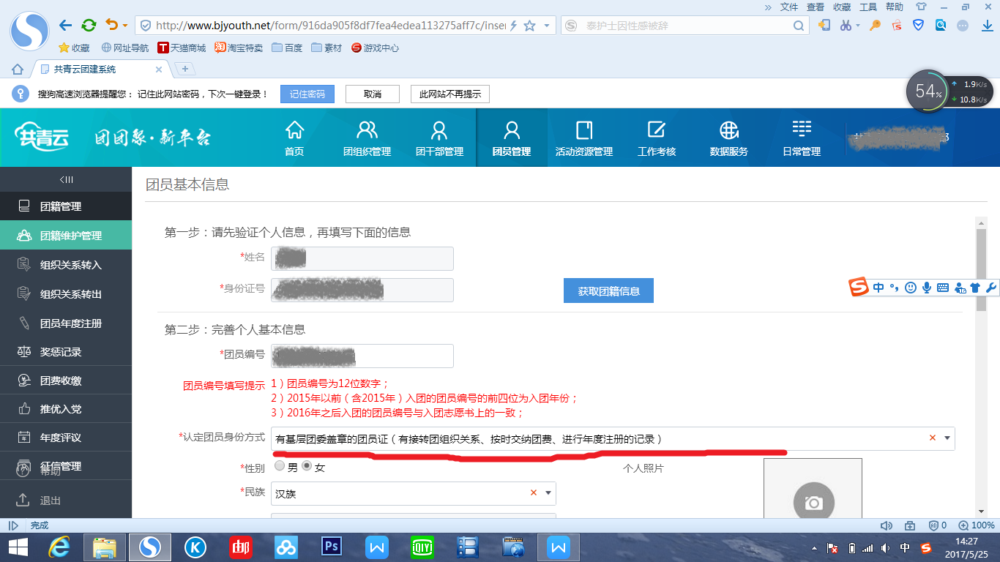 » 文件 查看 收藏 工具 帮助
http://www.bjyouth.net/form/916da905f8df7fea4edea113275aff7c/inser
泰护士因性感被辞
收藏 网址导航 T 天猫商城 淘 淘宝特卖 百度 素材 游戏中心
共青云团建系统
搜狗高速浏览器提醒您： 记住此网站密码，下次一键登录！ 记住密码 取消 此网站不再提示
54% 1.9K/s
10.8K/s
共青云 团团聚·新平台
首页 团组织管理 团干部管理 团员管理 活动资源管理 工作考核 数据服务 日常管理
团籍管理
团籍维护管理
组织关系转入
组织关系转出
团员年度注册
奖惩记录
团费收缴
推优入党
年度评议
征信管理
帮助
退出
团员基本信息
第一步：请先验证个人信息，再填写下面的信息
*姓名
*身份证号
获取团籍信息
第二步：完善个人基本信息
*团员编号
团员编号填写提示
1）团员编号为12位数字；
2）2015年以前（含2015年）入团的团员编号的前四位为入团年份；
3）2016年之后入团的团员编号与入团志愿书上的一致；
*认定团员身份方式 有基层团委盖章的团员证（有接转团组织关系、按时交纳团费、进行年度注册的记录）
*性别 男 女
个人照片
*民族 汉族
中
完成
0 100%
K 邮 Ps iQIYI
中
14:27
2017/5/25